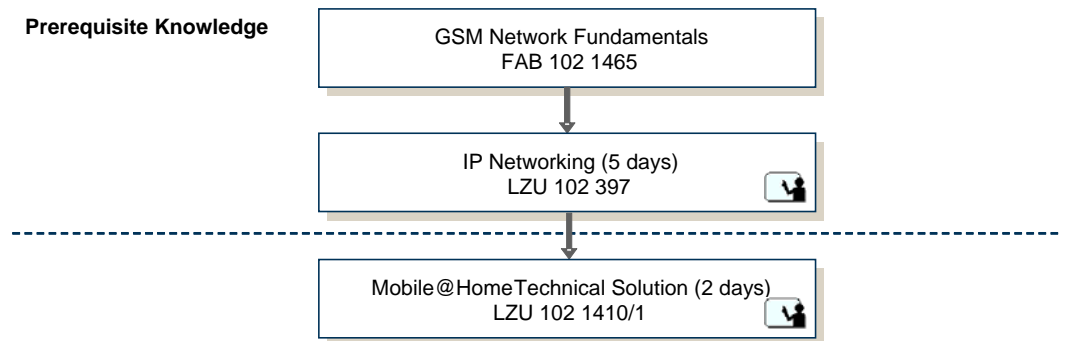 Prerequisite Knowledge
GSM Network Fundamentals
FAB 102 1465
IP Networking (5 days)
LZU 102 397
Mobile@HomeTechnical Solution (2 days)
LZU 102 1410/1